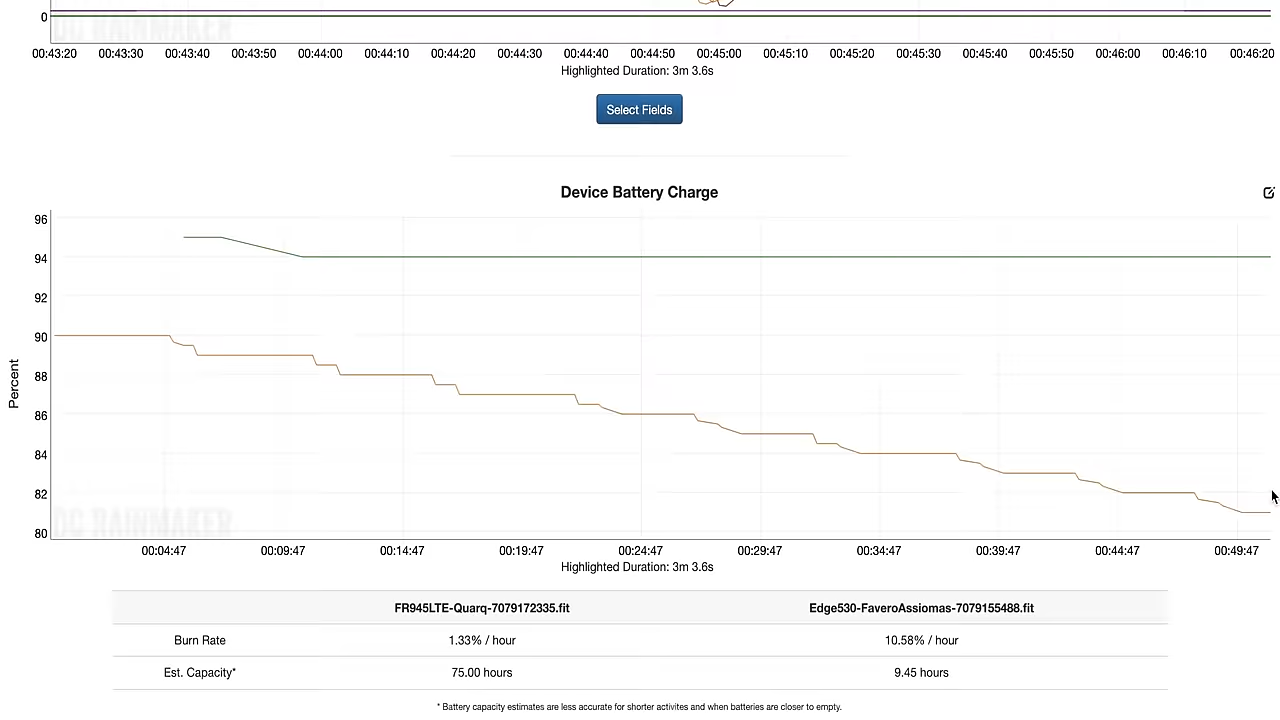 0
DC RAINMAKER
00:43:20 00:43:30 00:43:40 00:43:50 00:44:00 00:44:10 00:44:20 00:44:30 00:44:40 00:44:50 00:45:00 00:45:10 00:45:20 00:45:30 00:45:40 00:45:50 00:46:00 00:46:10 00:46:20
Highlighted Duration: 3m 3.6s
Select Fields
Device Battery Charge
96
94
92
90
88
Percent
86
84
82
DC RAINMAKER
80
00:04:47 00:09:47 00:14:47 00:19:47 00:24:47 00:29:47 00:34:47 00:39:47 00:44:47 00:49:47
Highlighted Duration: 3m 3.6s
FR945LTE-Quarq-7079172335.fit Edge530-FaveroAssiomas-7079155488.fit
Burn Rate 1.33% / hour 10.58% / hour
Est. Capacity* 75.00 hours 9.45 hours
* Battery capacity estimates are less accurate for shorter activites and when batteries are closer to empty.